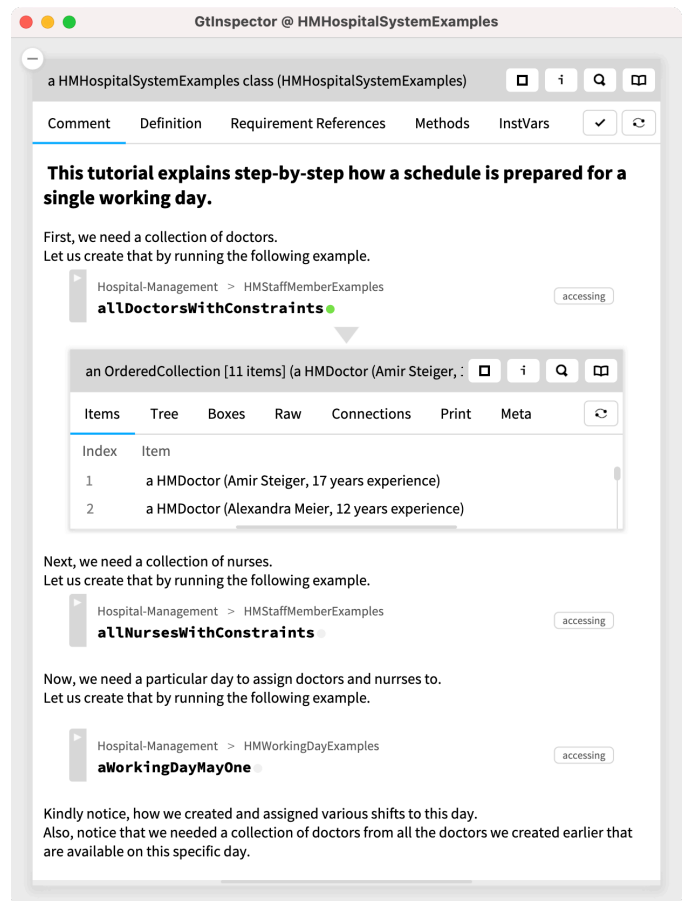 GtInspector @ HMHospitalSystemExamples
a HMHospitalSystemExamples class (HMHospitalSystemExamples)
i
Comment Definition Requirement References Methods InstVars
This tutorial explains step-by-step how a schedule is prepared for a
single working day.
First, we need a collection of doctors.
Let us create that by running the following example.
Hospital-Management > HMStaffMemberExamples
accessing
allDoctorsWithConstraints
an OrderedCollection [11 items] (a HMDoctor (Amir Steiger, :
i
Items Tree Boxes Raw Connections Print Meta
Index Item
1 a HMDoctor (Amir Steiger, 17 years experience)
2 a HMDoctor (Alexandra Meier, 12 years experience)
Next, we need a collection of nurses.
Let us create that by running the following example.
Hospital-Management > HMStaffMemberExamples
accessing
allNursesWithConstraints
Now, we need a particular day to assign doctors and nurrses to.
Let us create that by running the following example.
Hospital-Management > HMWorkingDayExamples
accessing
aWorkingDayMayOne
Kindly notice, how we created and assigned various shifts to this day.
Also, notice that we needed a collection of doctors from all the doctors we created earlier that
are available on this specific day.